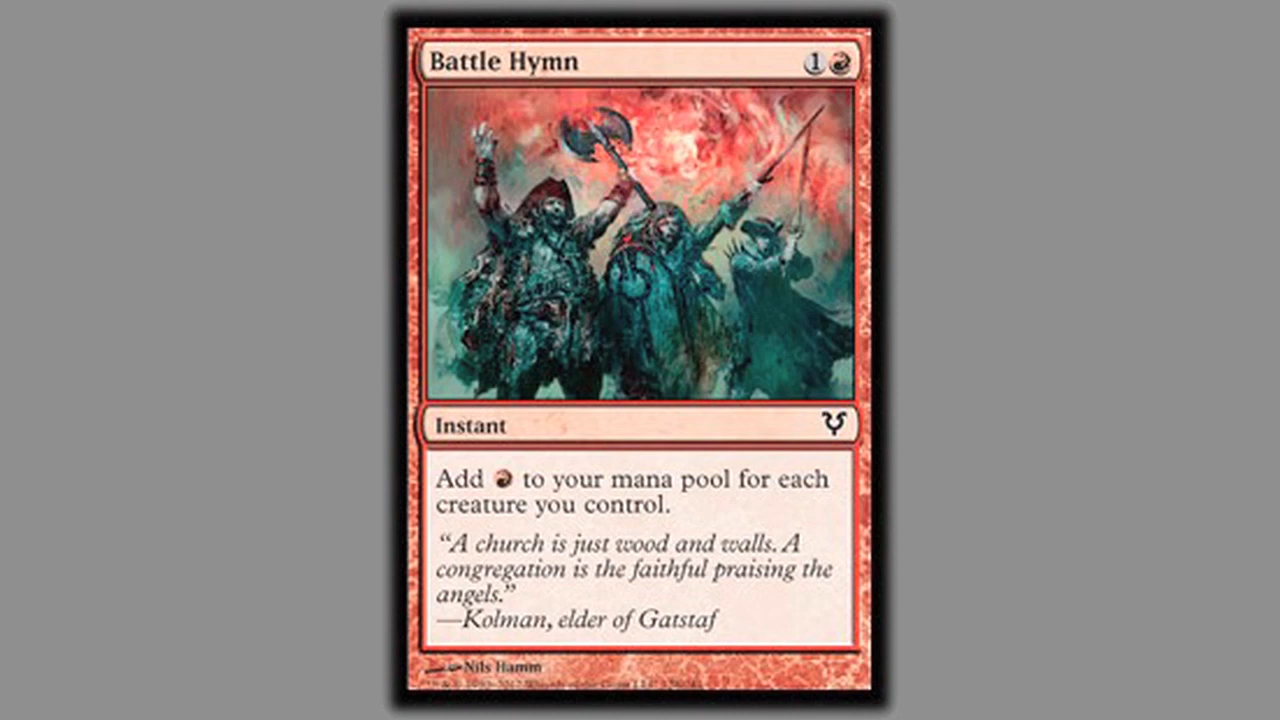 Battle Hymn 1
Instant
Add to your mana pool for each
creature you control.
“A church is just wood and walls. A
congregation is the faithful praising the
angels.”
—Kolman, elder of Gatstaf
Nils Hamm